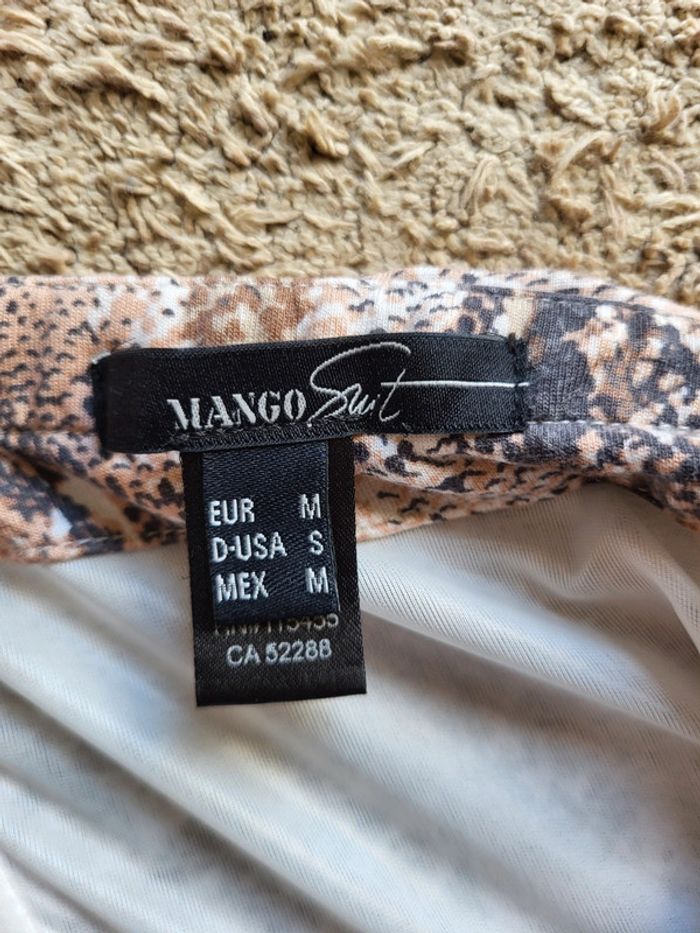 MANGO Suit
EUR M
D-USA S
MEX M
CA 52288